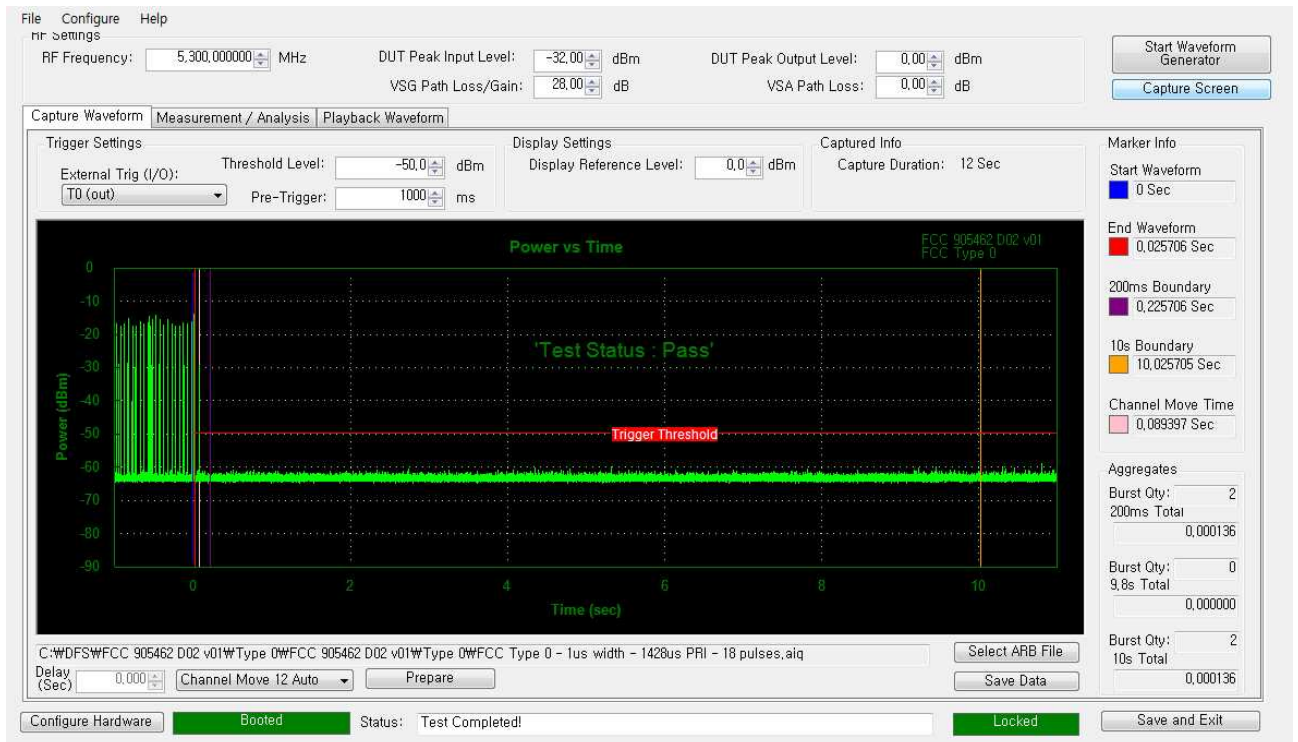 File Configure Help
RF Settings
RF Frequency: 5,300,000000 MHz DUT Peak Input Level: -32,00 dBm DUT Peak Output Level: 0,00 dBm
VSG Path Loss/Gain: 28,00 dB VSA Path Loss: 0,00 dB
Start Waveform
Generator
Capture Screen
Capture Waveform Measurement / Analysis Playback Waveform
Trigger Settings
External Trig (I/O): Threshold Level: -50,0 dBm
T0 (out) Pre-Trigger: 1000 ms
Display Settings
Display Reference Level: 0,0 dBm
Captured Info
Capture Duration: 12 Sec
Marker Info
Start Waveform
0 Sec
End Waveform
0,025706 Sec
200ms Boundary
0,225706 Sec
10s Boundary
10,025705 Sec
Channel Move Time
0,089397 Sec
Aggregates
Burst Qty: 2
200ms Total
0,000136
Burst Qty: 0
9,8s Total
0,000000
Burst Qty: 2
10s Total
0,000136
Power vs Time
FCC 905462 D02 v01
FCC Type 0
'Test Status : Pass'
Trigger Threshold
Power (dBm)
0
-10
-20
-30
-40
-50
-60
-70
-80
-90
0 2 4 6 8 10
Time (sec)
C:₩DFS₩FCC 905462 D02 v01₩Type 0₩FCC 905462 D02 v01₩Type 0₩FCC Type 0 - 1us width - 1428us PRI - 18 pulses,aiq
Select ARB File
Delay
(Sec) 0,000 Channel Move 12 Auto Prepare Save Data
Configure Hardware Booted Status: Test Completed! Locked Save and Exit